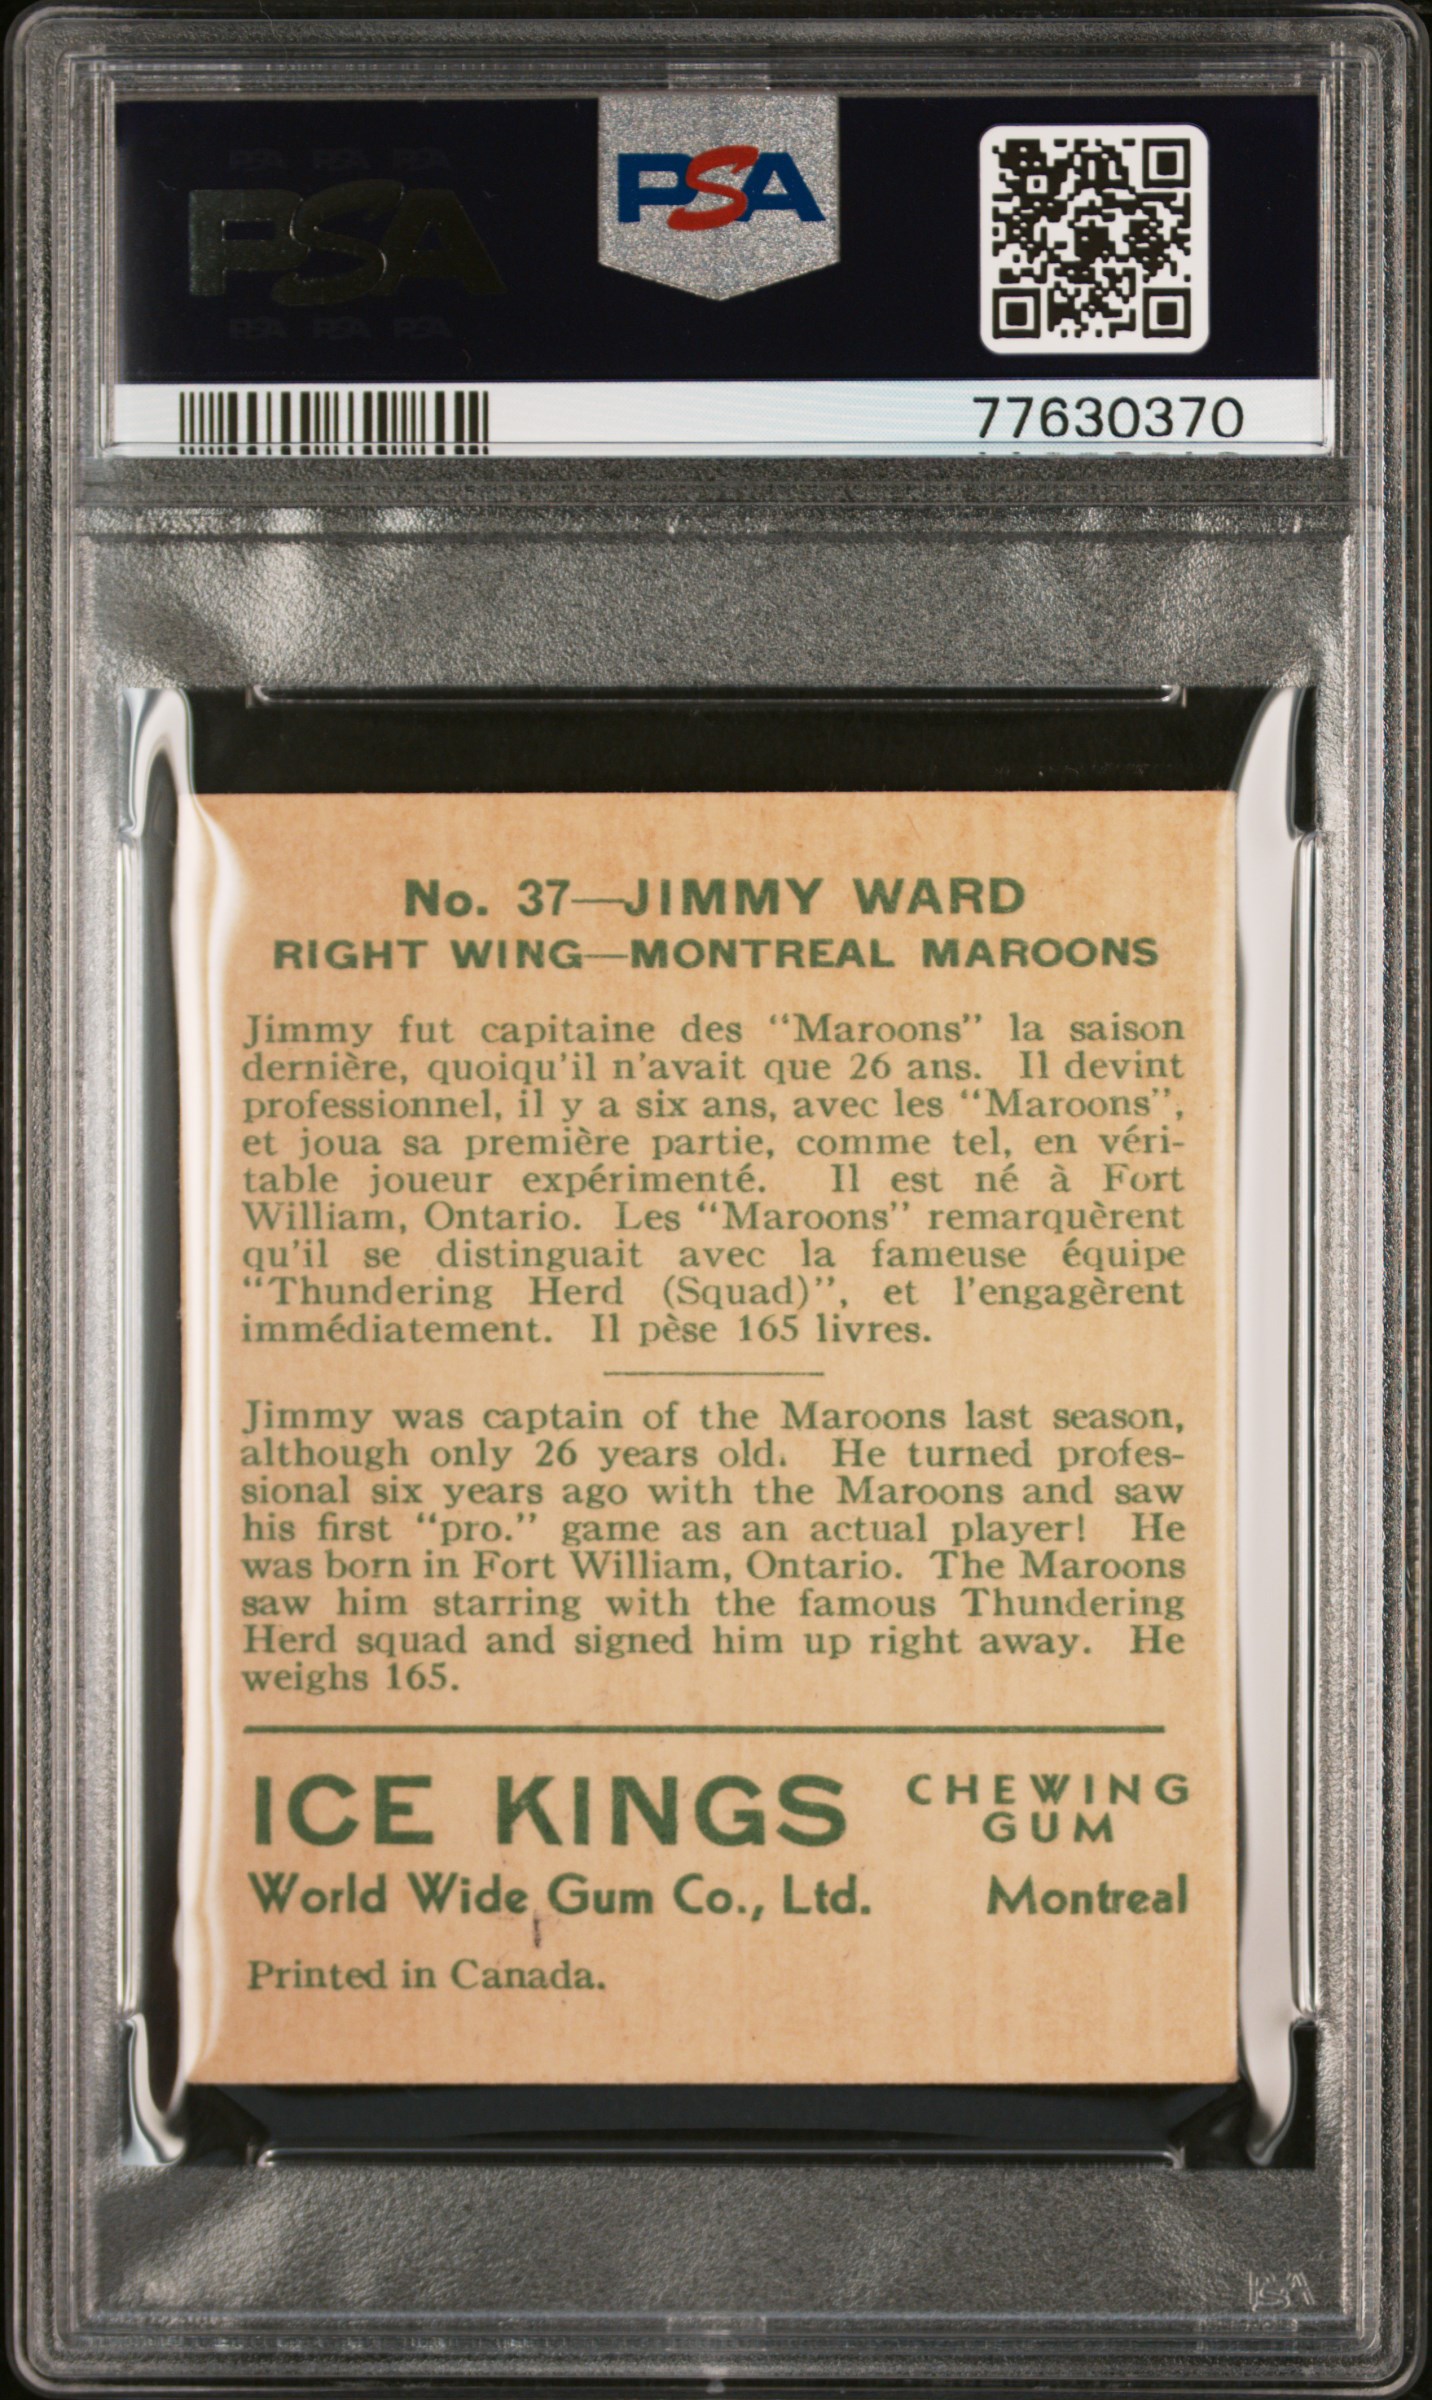 PSA PSA PSA
PSA
PSA PSA PSA
PSA
77630370
No. 37—JIMMY WARD
RIGHT WING—MONTREAL MAROONS
Jimmy fut capitaine des “Maroons” la saison
dernière, quoiqu'il n'avait que 26 ans. Il devint
professionnel, il y a six ans, avec les “Maroons”,
et joua sa première partie, comme tel, en véri-
table joueur expérimenté. Il est né à Fort
William, Ontario. Les “Maroons” remarquèrent
qu'il se distinguait avec la fameuse équipe
“Thundering Herd (Squad)”, et l'engagèrent
immédiatement. Il pèse 165 livres.
Jimmy was captain of the Maroons last season,
although only 26 years old. He turned profes-
sional six years ago with the Maroons and saw
his first “pro.” game as an actual player! He
was born in Fort William, Ontario. The Maroons
saw him starring with the famous Thundering
Herd squad and signed him up right away. He
weighs 165.
ICE KINGS CHEWING GUM
World Wide Gum Co., Ltd. Montreal
Printed in Canada.
PSA